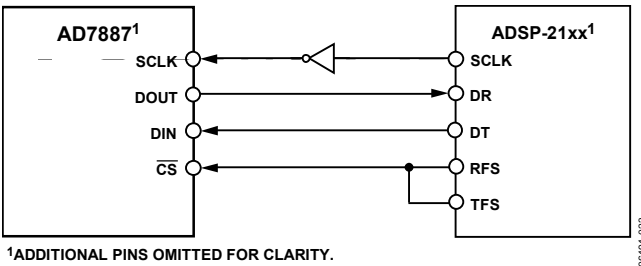 AD7887¹
ADSP-21xx¹
SCLK
SCLK
DOUT
DR
DIN
DT
CS
RFS
TFS
¹ADDITIONAL PINS OMITTED FOR CLARITY.